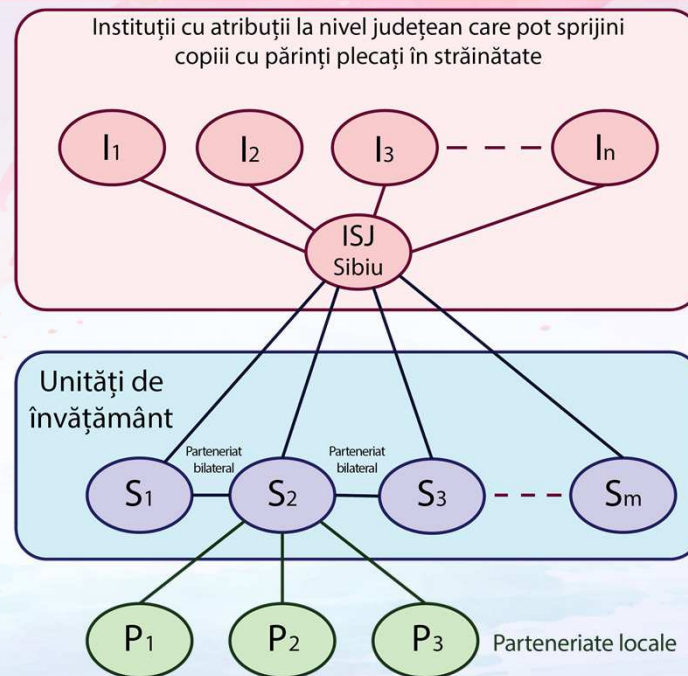 Instituții cu atribuții la nivel județean care pot sprijini
copiii cu părinți plecați în străinătate
I1
I2
I3
In
ISJ
Sibiu
Unități de
învățământ
Parteneriat
bilateral
Parteneriat
bilateral
S1
S2
S3
Sm
P1
P2
P3
Parteneriate locale